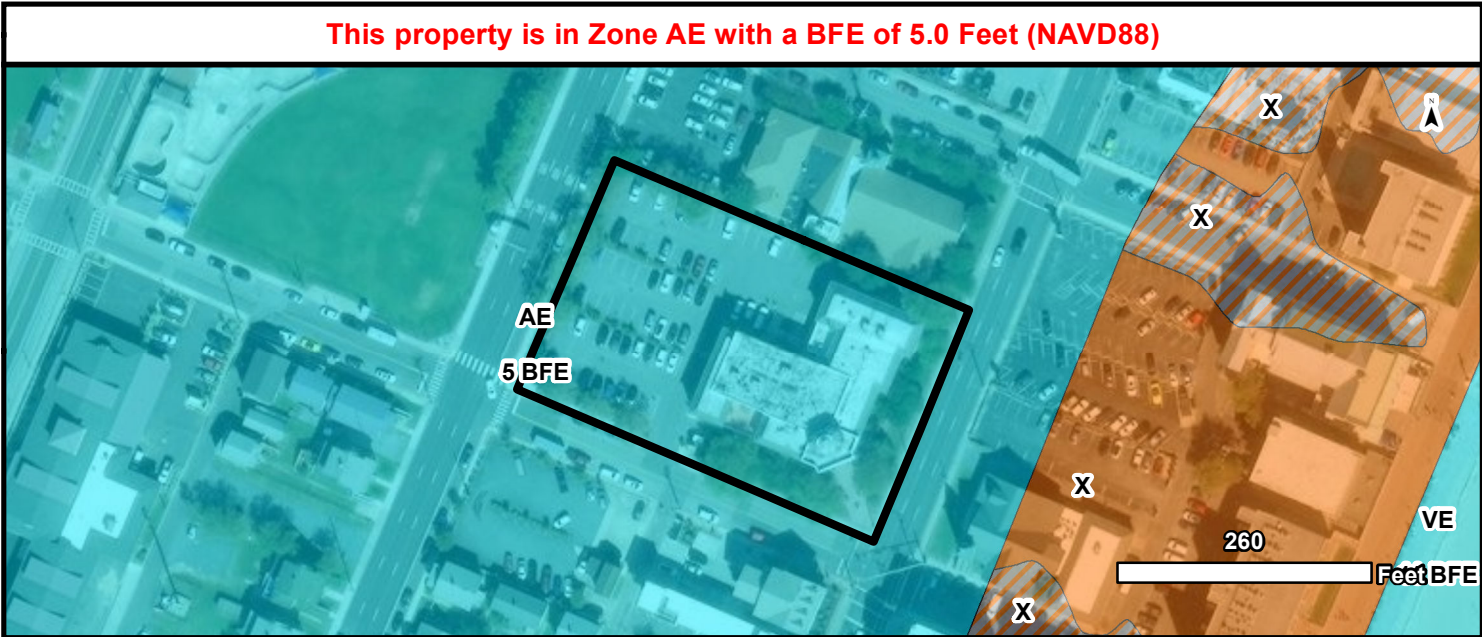 This property is in Zone AE with a BFE of 5.0 Feet (NAVD88)
X
N
X
AE
5 BFE
X
VE
260
Feet BFE
X